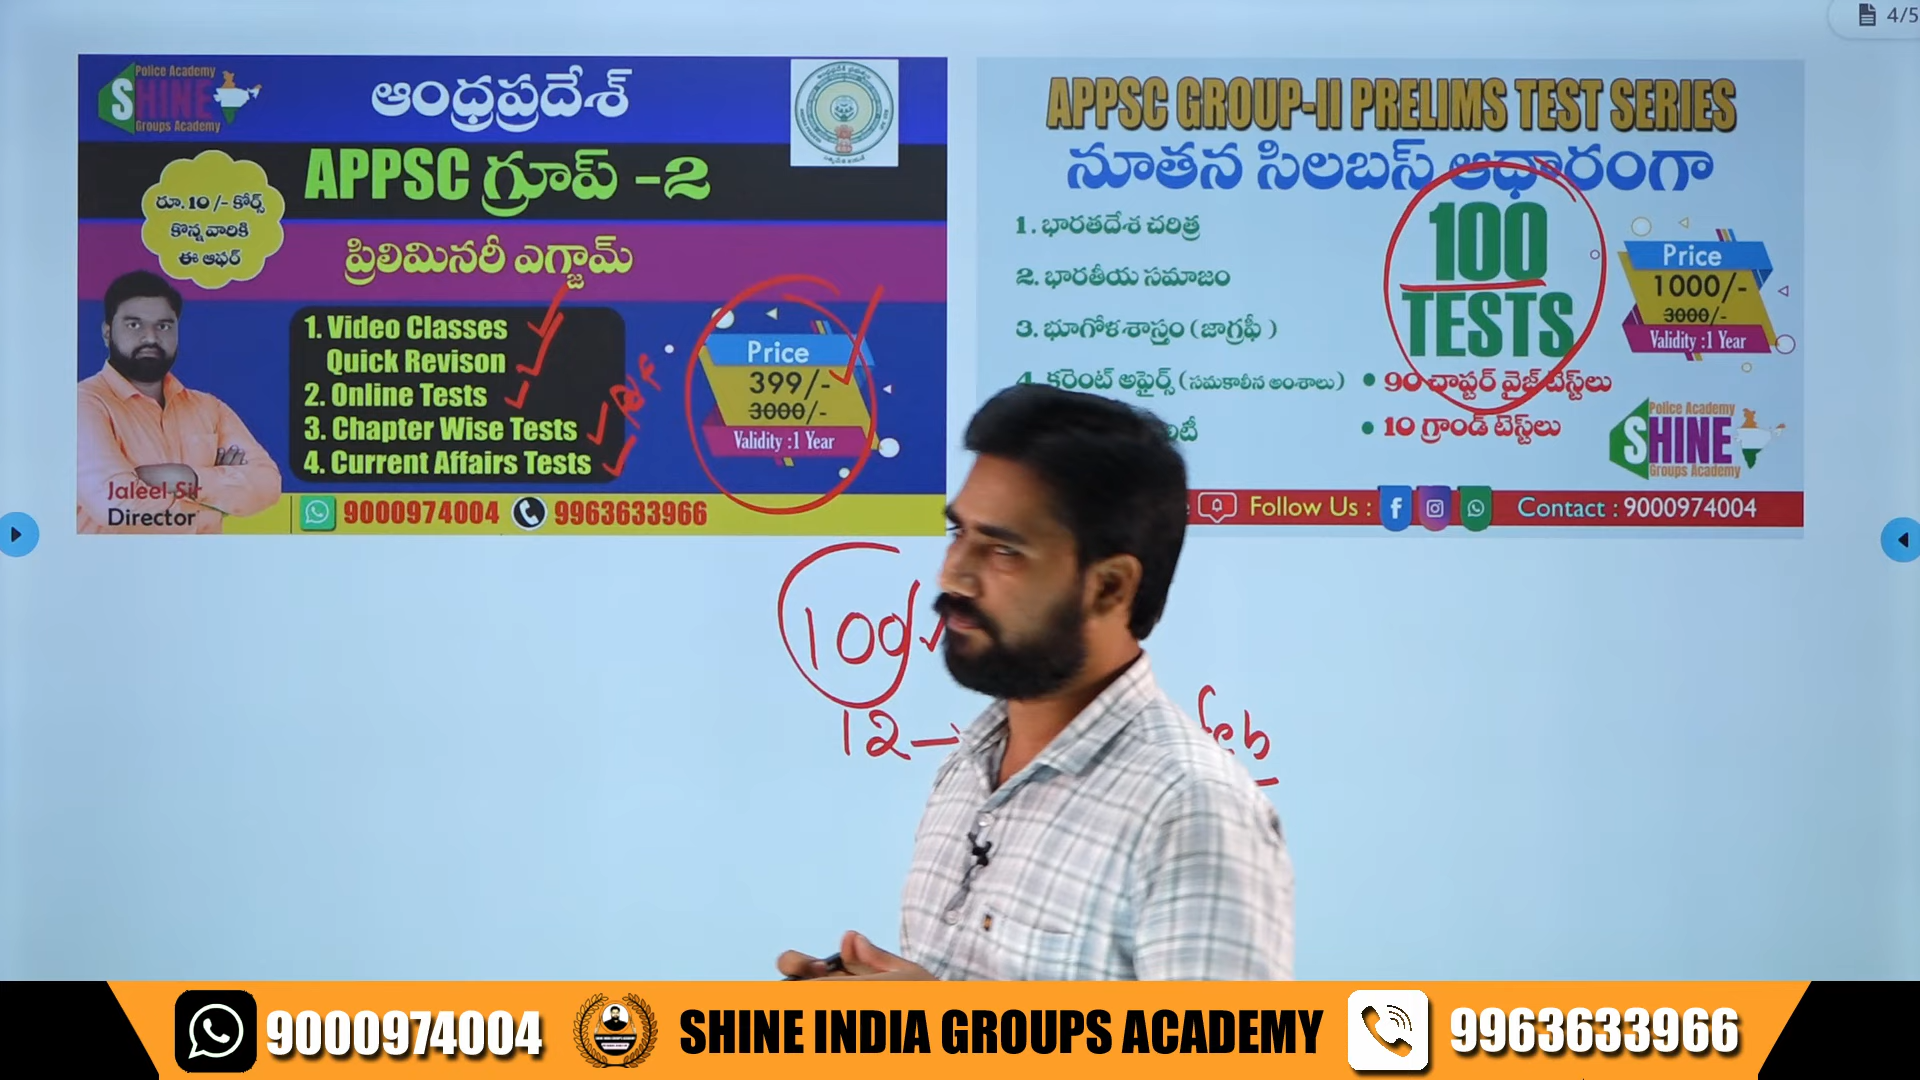 4/5
Police Academy
SHINE
Groups Academy
ఆంధ్రప్రదేశ్
APPSC గ్రూప్ -2
రూ. 10 /- కోర్స్
కొన్న వారికి
ఈ ఆఫర్
ప్రిలిమినరీ ఎగ్జామ్
1. Video Classes
Quick Revison
2. Online Tests
3. Chapter Wise Tests
4. Current Affairs Tests
Price
399/-
3000/-
Validity :1 Year
Jaleel Sir
Director
9000974004
9963633966
APPSC GROUP-II PRELIMS TEST SERIES
నూతన సిలబస్ ఆధారంగా
1. భారతదేశ చరిత్ర
2. భారతీయ సమాజం
3. భూగోళశాస్త్రం (జాగ్రఫీ)
4. కరెంట్ అఫైర్స్ (సమకాలీన అంశాలు)
100
TESTS
• 90 చాప్టర్ వైజ్ టెస్ట్‌లు
• 10 గ్రాండ్ టెస్ట్‌లు
Price
1000/-
3000/-
Validity :1 Year
Police Academy
SHINE
Groups Academy
Follow Us :
Contact : 9000974004
100
12 →
Feb
9000974004
SHINE INDIA GROUPS ACADEMY
9963633966